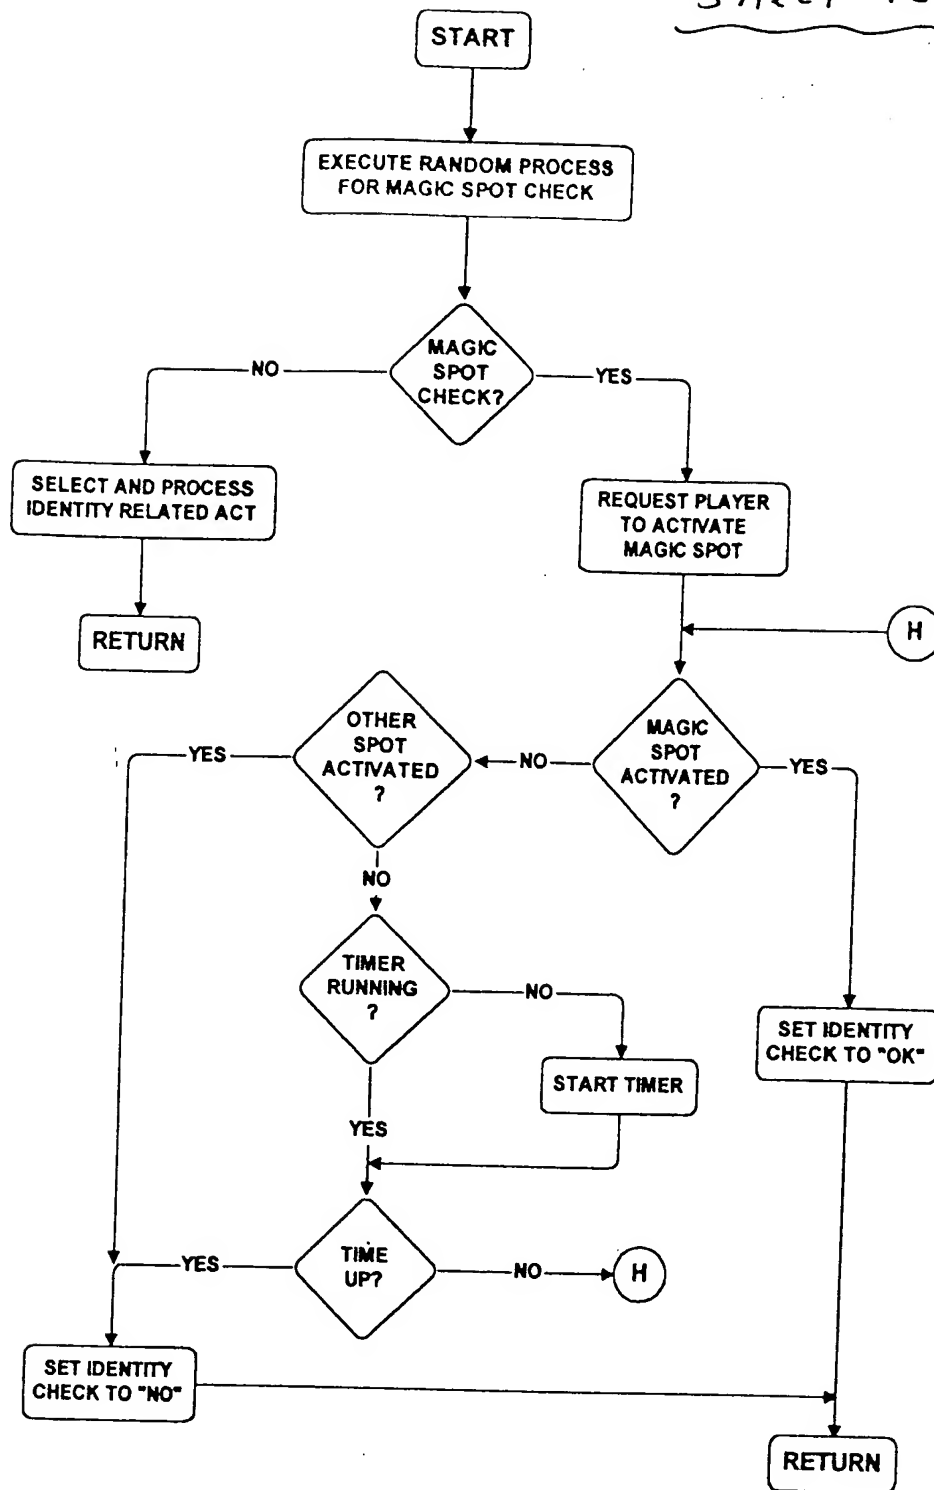 SHEET
START
EXECUTE RANDOM PROCESS
FOR MAGIC SPOT CHECK
MAGIC
SPOT
CHECK?
NO
YES
SELECT AND PROCESS
IDENTITY RELATED ACT
REQUEST PLAYER
TO ACTIVATE
MAGIC SPOT
RETURN
H
OTHER
SPOT
ACTIVATED
?
MAGIC
SPOT
ACTIVATED
?
YES
NO
YES
NO
TIMER
RUNNING
?
NO
SET IDENTITY
CHECK TO "OK"
START TIMER
YES
TIME
UP?
YES
NO
H
SET IDENTITY
CHECK TO "NO"
RETURN